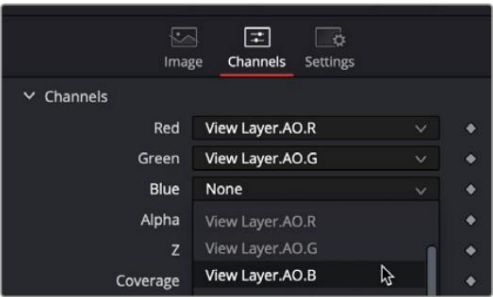 Image Channels Settings
Channels
Red View Layer.AO.R
Green View Layer.AO.G
Blue None
Alpha View Layer.AO.R
Z View Layer.AO.G
Coverage View Layer.AO.B